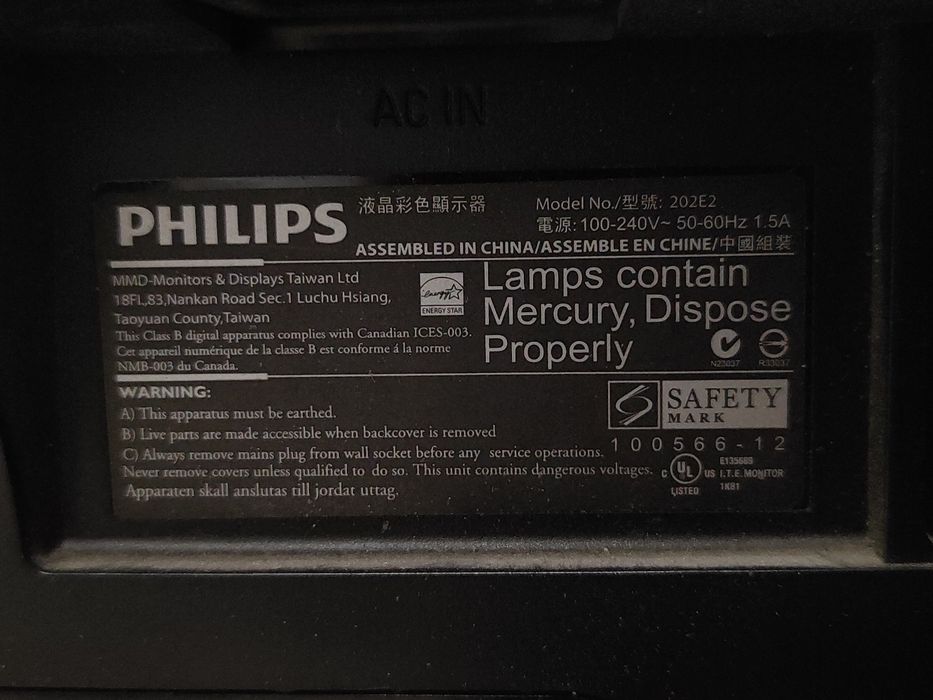 AC IN
PHILIPS 液晶彩色顯示器
Model No./型號: 202E2
電源: 100-240V~ 50-60Hz 1.5A
ASSEMBLED IN CHINA/ASSEMBLE EN CHINE/中國組裝
MMD-Monitors & Displays Taiwan Ltd
18Fl.,83,Nankan Road Sec.1 Luchu Hsiang,
Taoyuan County,Taiwan
This Class B digital apparatus complies with Canadian ICES-003.
Cet appareil numérique de la classe B est conforme á la norme
NMB-003 du Canada.
energy
ENERGY STAR
Lamps contain
Mercury, Dispose
Properly
N23037
R33037
WARNING:
A) This apparatus must be earthed.
B) Live parts are made accessible when backcover is removed
C) Always remove mains plug from wall socket before any service operations.
Never remove covers unless qualified to do so. This unit contains dangerous voltages.
Apparaten skall anslutas till jordat uttag.
S SAFETY
MARK
100566-12
C UL US
LISTED
E135689
I.T.E. MONITOR
1K81